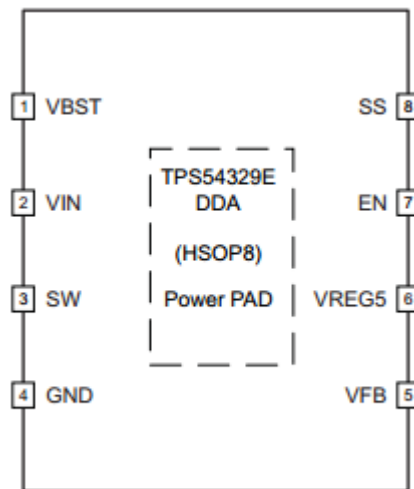 1 VBST SS 8
TPS54329E
DDA
2 VIN EN 7
(HSOP8)
3 SW Power PAD VREG5 6
4 GND VFB 5